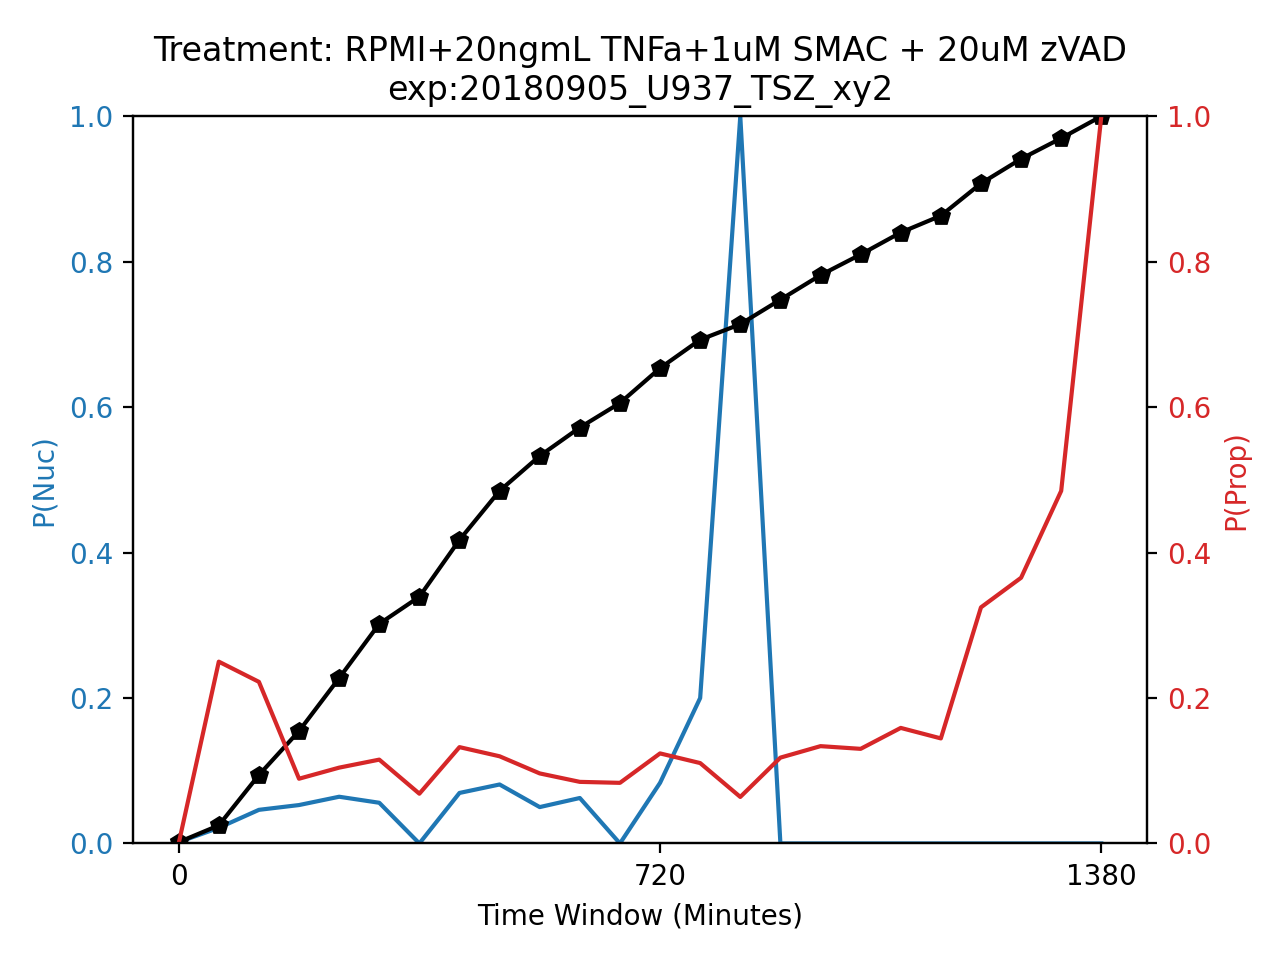 Treatment: RPMI+20ngmL TNFa+1uM SMAC + 20uM zVAD
exp:20180905_U937_TSZ_xy2
1.0 1.0
0.8 0.8
0.6 0.6
P(Nuc) P(Prop)
0.4 0.4
0.2 0.2
0.0 0.0
0 720 1380
Time Window (Minutes)